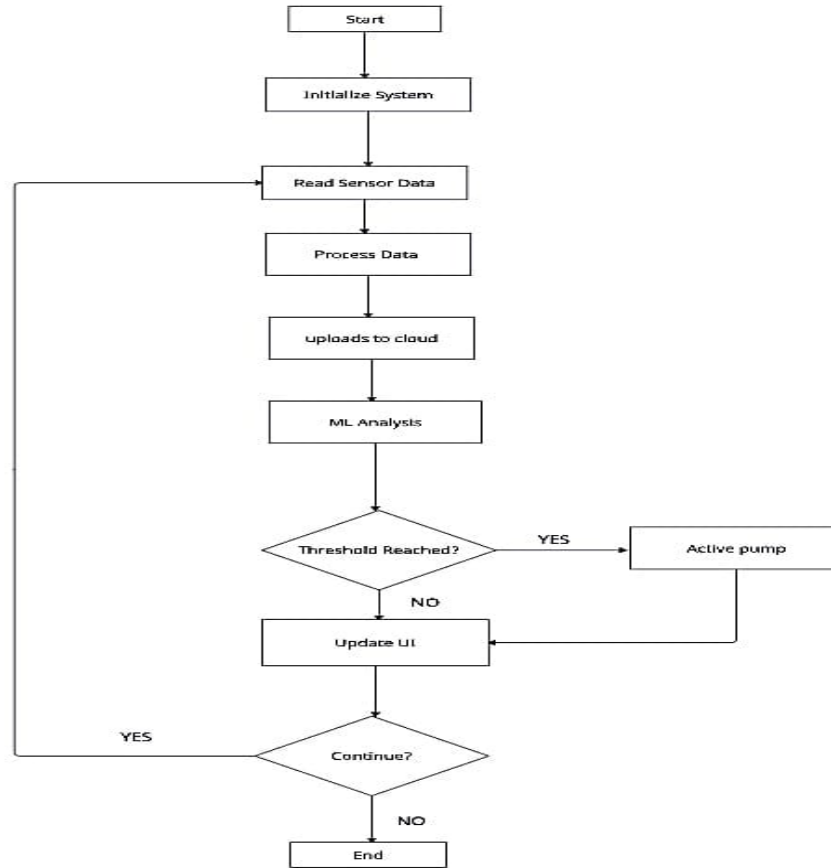 Start
Initialize System
Read Sensor Data
Process Data
uploads to cloud
ML Analysis
Threshold Reached?
YES
Active pump
NO
Update UI
YES
Continue?
NO
End